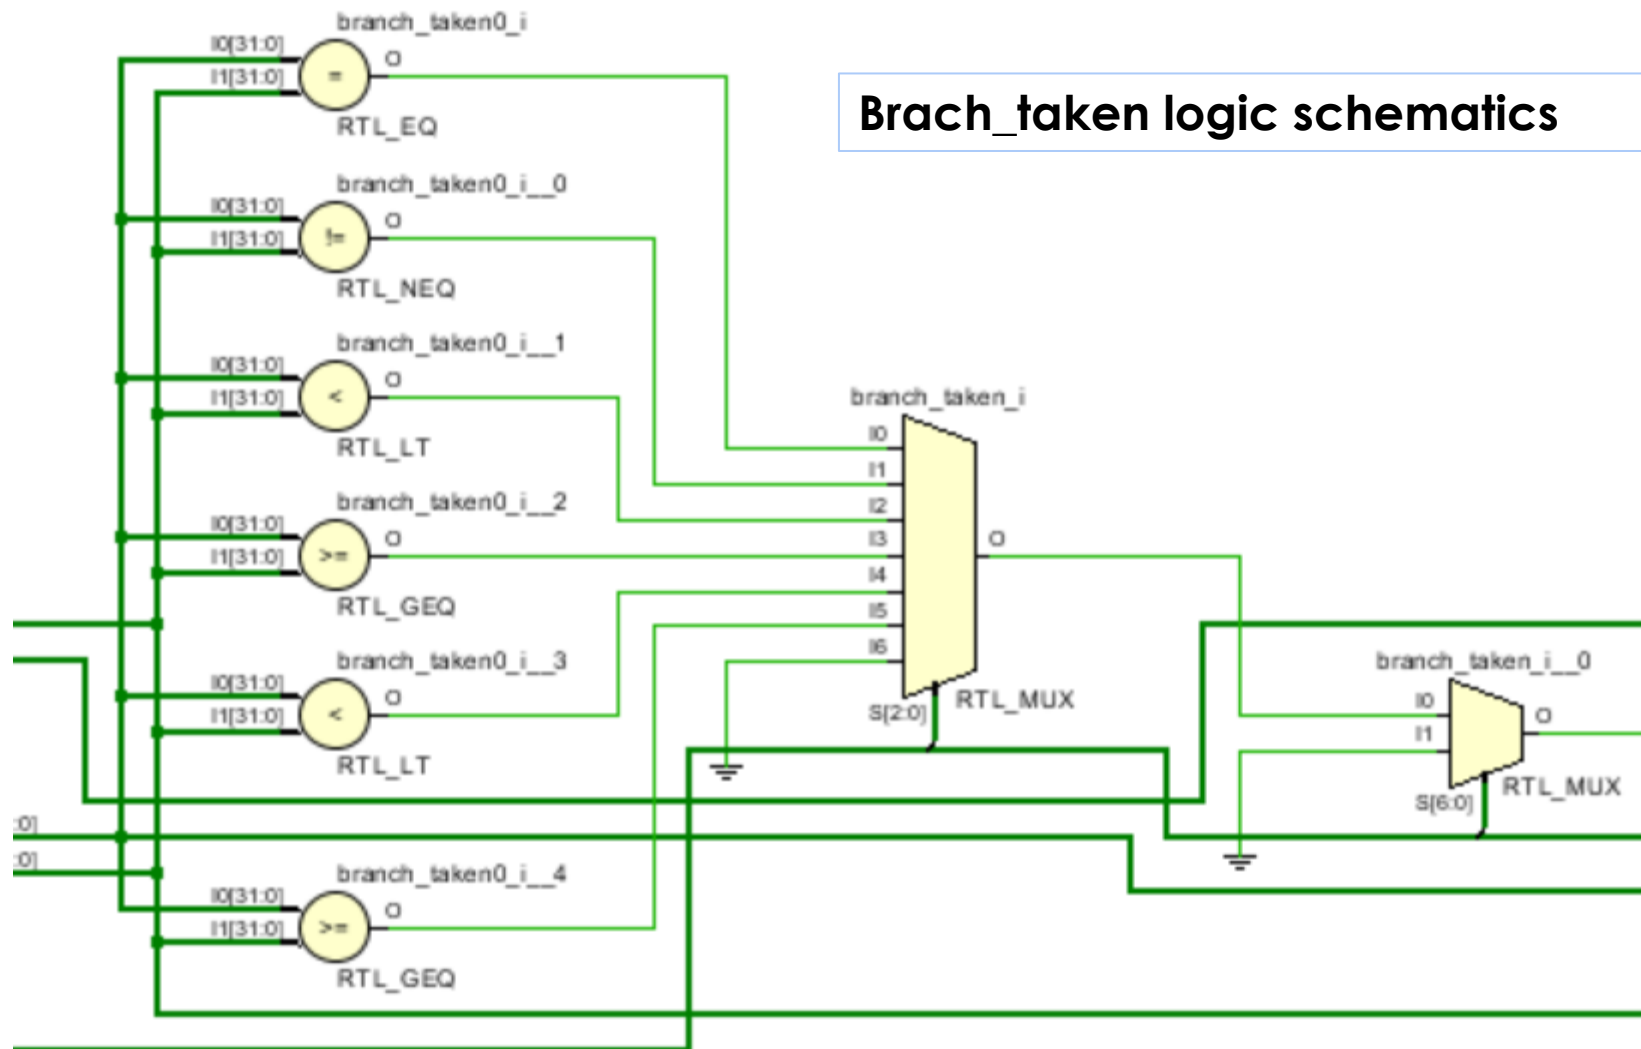 branch_taken0_i
I0[31:0]
I1[31:0]
=
O
RTL_EQ
Brach_taken logic schematics
branch_taken0_i__0
I0[31:0]
I1[31:0]
!=
O
RTL_NEQ
branch_taken0_i__1
I0[31:0]
I1[31:0]
<
O
RTL_LT
branch_taken0_i__2
I0[31:0]
I1[31:0]
>=
O
RTL_GEQ
branch_taken0_i__3
I0[31:0]
I1[31:0]
<
O
RTL_LT
:0]
:0]
branch_taken0_i__4
I0[31:0]
I1[31:0]
>=
O
RTL_GEQ
branch_taken_i
I0
I1
I2
I3
I4
I5
I6
O
S[2:0]
RTL_MUX
branch_taken_i__0
I0
I1
O
S[6:0]
RTL_MUX